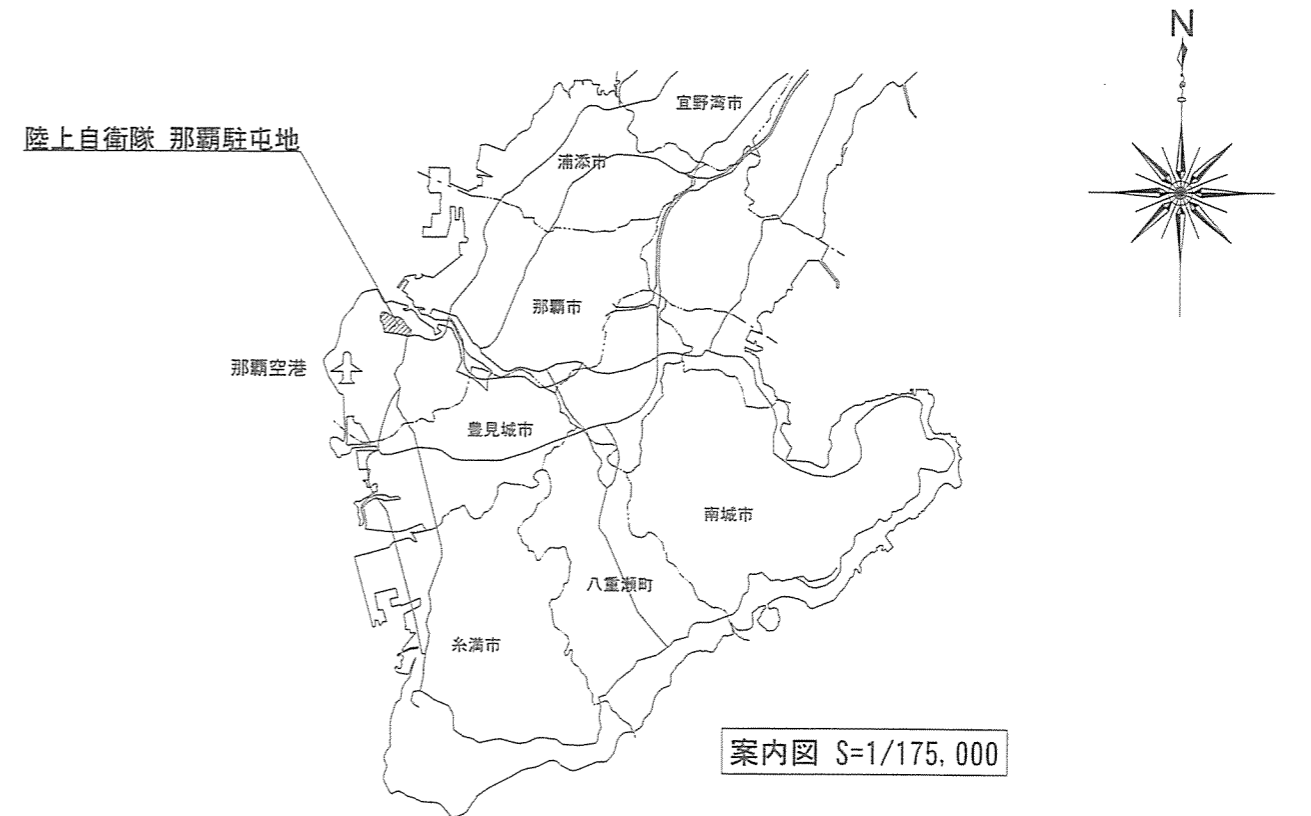 N
宜野湾市
陸上自衛隊 那覇駐屯地
浦添市
那覇市
那覇空港
豊見城市
南城市
八重瀬町
糸満市
案内図 S=1/175,000